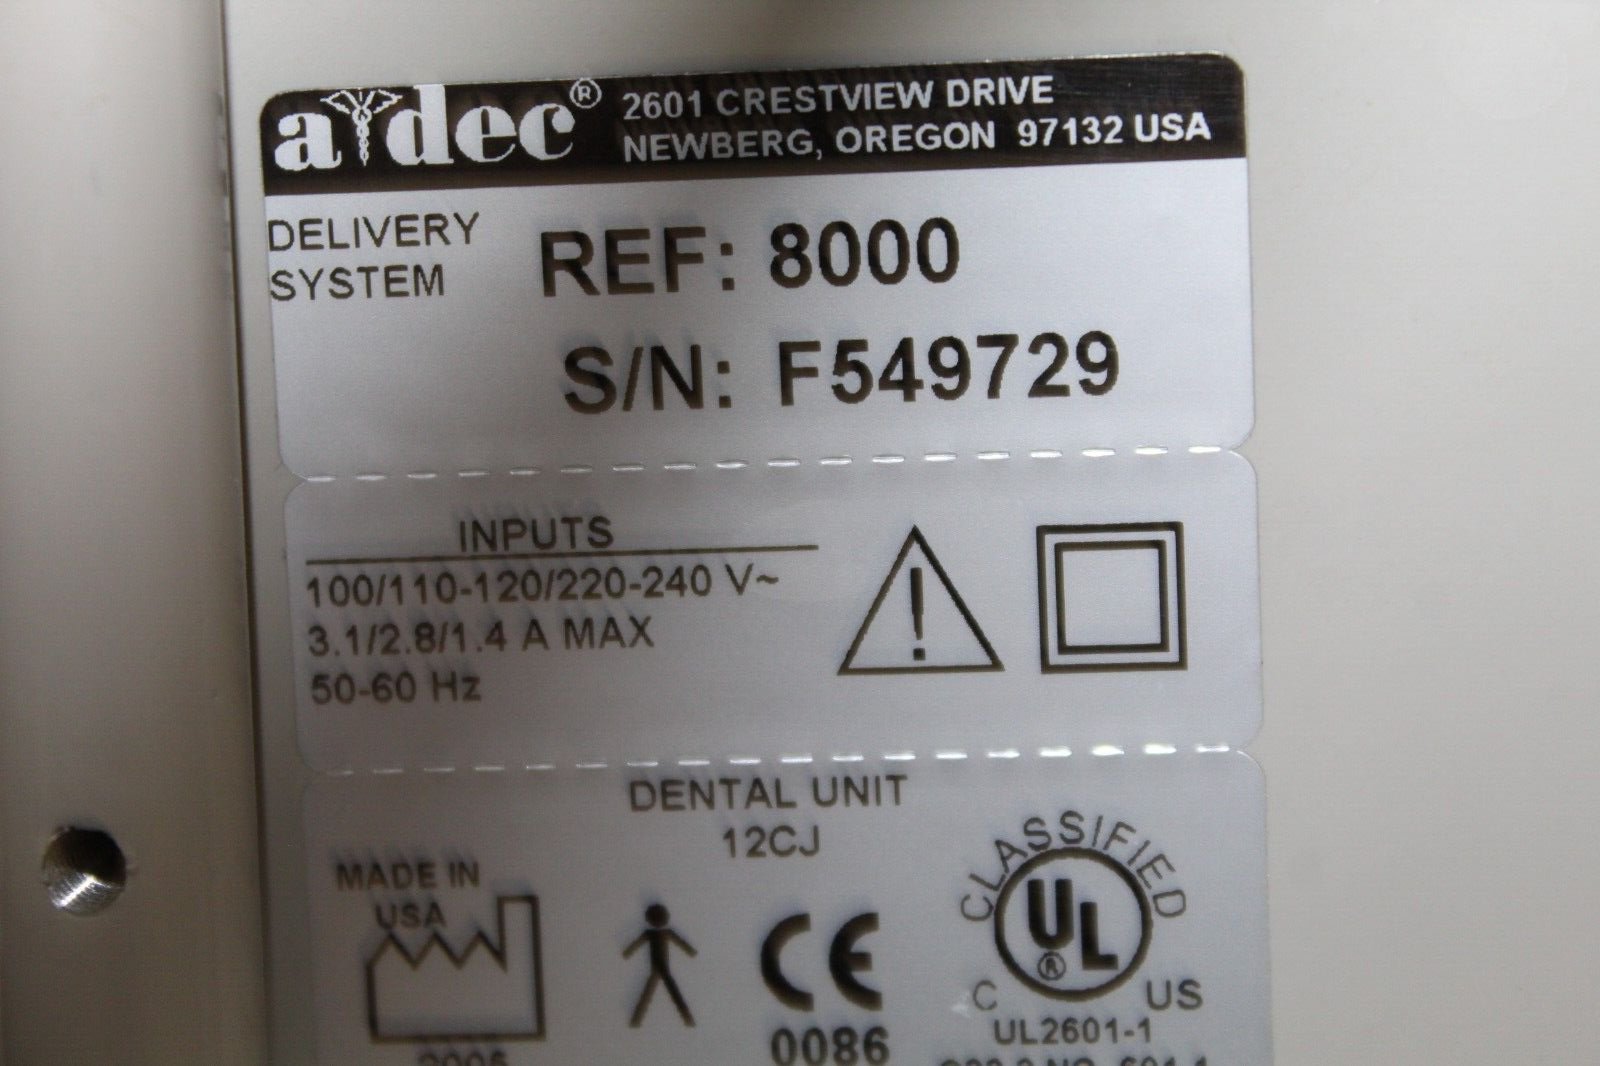 a-dec® 2601 CRESTVIEW DRIVE
NEWBERG, OREGON 97132 USA
DELIVERY
SYSTEM
REF: 8000
S/N: F549729
INPUTS
100/110-120/220-240 V~
3.1/2.8/1.4 A MAX
50-60 Hz
DENTAL UNIT
12CJ
MADE IN
USA
CE
0086
CLASSIFIED
UL®
C US
UL2601-1